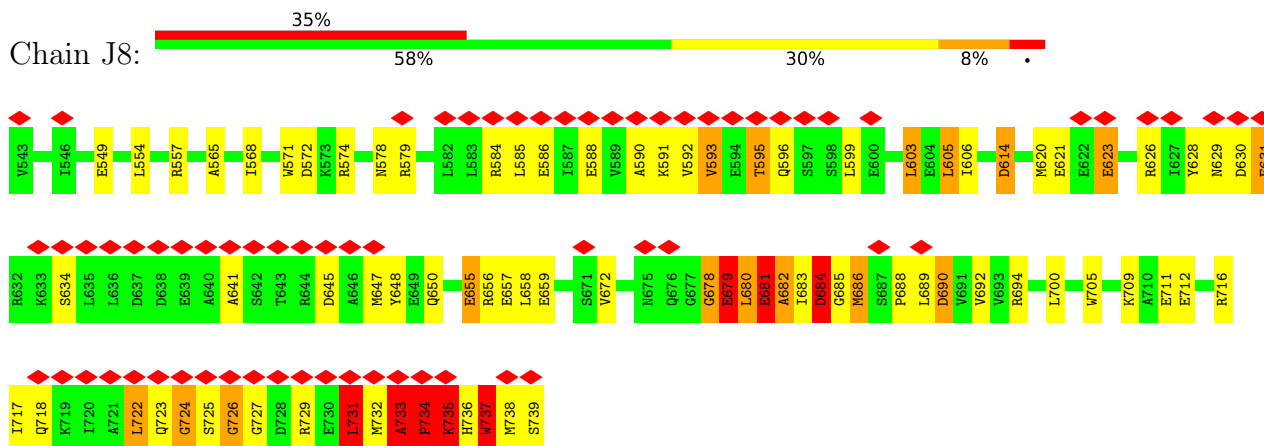 35%
Chain J8:
58% 30% 8% •
V543 I546 E549 L554 R557 A565 I568 W571 D572 K573 R574 N578 R579 L582 L583 R584 L585 E586 I587 E588 V589 A590 K591 V592 V593 E594 T595 Q596 S597 S598 L599 E600 L603 E604 L605 I606 D614 M620 E621 E622 E623 R626 I627 Y628 N629 D630
R632 K633 S634 L635 L636 D637 D638 E639 A640 A641 S642 T643 R644 D645 A646 M647 Y648 E649 Q650 E655 R656 E657 L658 E659 S671 V672 N675 Q676 G677 G678 E679 L680 E681 A682 I683 D684 G685 M686 S687 P688 L689 D690 V691 V692 V693 R694 L700 W705 K709 A710 E711 E712 R716
I717 Q718 K719 I720 A721 L722 Q723 G724 S725 G726 G727 D728 R729 E730 L731 M732 A733 P734 K735 H736 W737 M738 S739